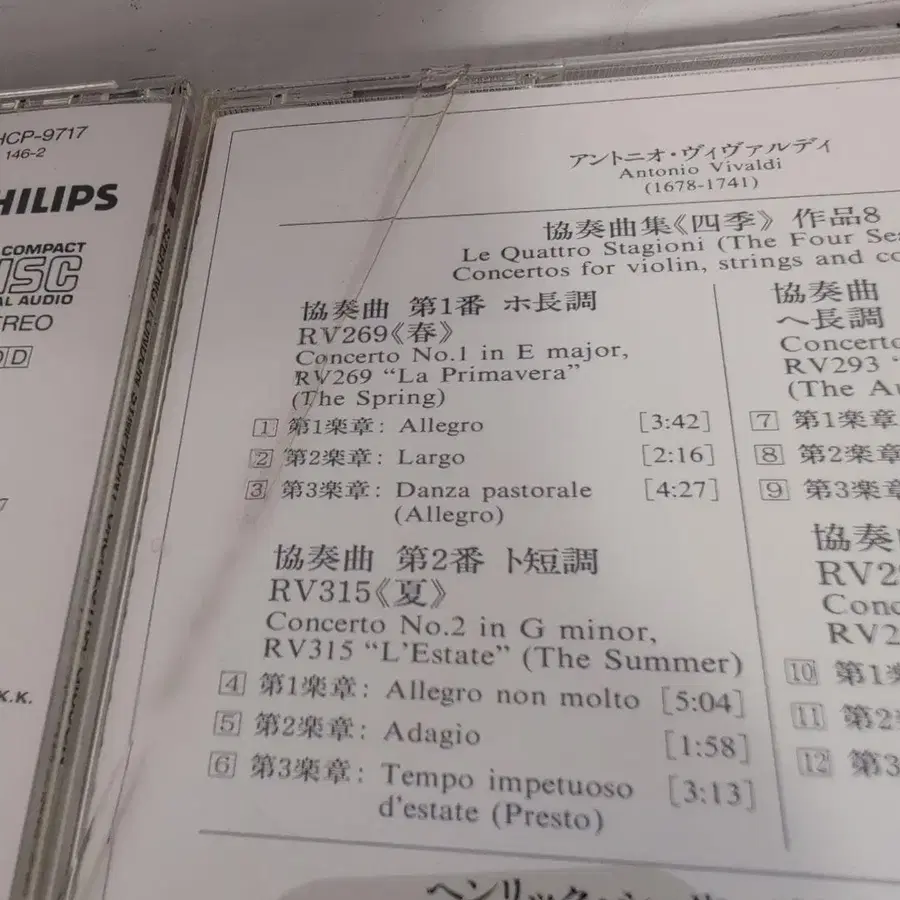 HCP-9717
146-2
PHILIPS
COMPACT
DISC
AL AUDIO
EREO
K.K.
アントニオ・ヴィヴァルディ
Antonio Vivaldi
(1678-1741)
協奏曲集《四季》 作品8
Le Quattro Stagioni (The Four Sea
Concertos for violin, strings and co
協奏曲 第1番 ホ長調
RV269《春》
Concerto No.1 in E major,
RV269 “La Primavera”
(The Spring)
1 第1楽章: Allegro [3:42]
2 第2楽章: Largo [2:16]
3 第3楽章: Danza pastorale [4:27]
(Allegro)
協奏曲 第2番 ト短調
RV315《夏》
Concerto No.2 in G minor,
RV315 “L'Estate” (The Summer)
4 第1楽章: Allegro non molto [5:04]
5 第2楽章: Adagio [1:58]
6 第3楽章: Tempo impetuoso [3:13]
d'estate (Presto)
協奏曲
ヘ長調
Concerto
RV293 “
(The Au
7 第1楽章
8 第2楽章
9 第3楽章
協奏曲
RV29
Conc
RV2
10 第1楽
11 第2
12 第3